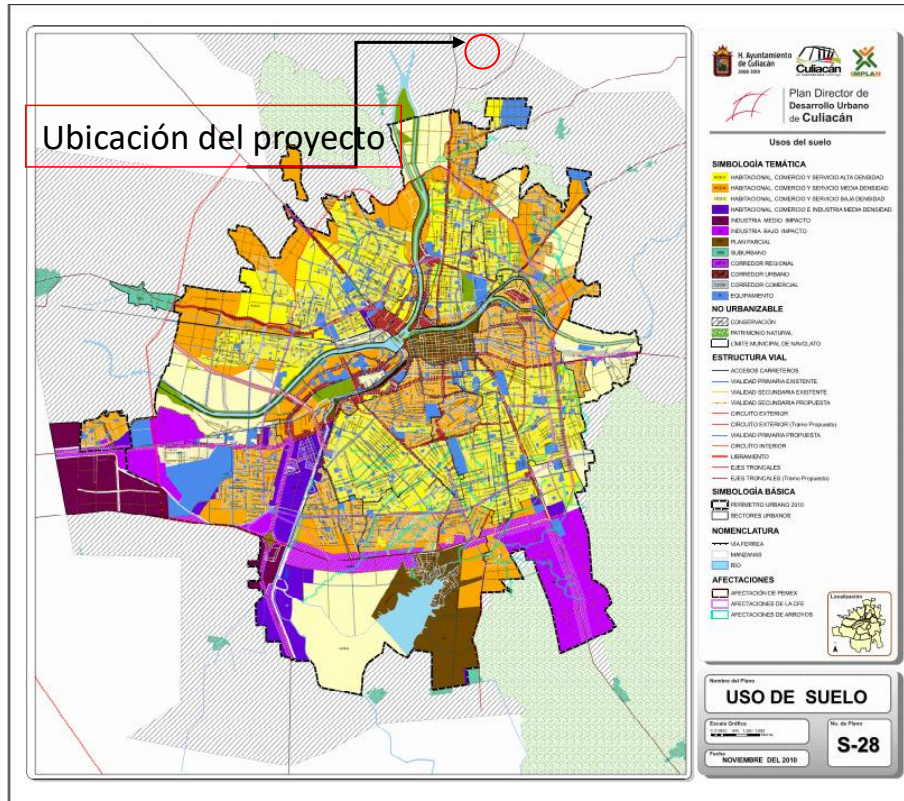 Ubicación del proyecto
H. Ayuntamiento
de Culiacán
Culiacán
IMPLAN
Plan Director de
Desarrollo Urbano
de Culiacán
Usos del suelo
SIMBOLOGÍA TEMÁTICA
HABITACIONAL, COMERCIO Y SERVICIO ALTA DENSIDAD
HABITACIONAL, COMERCIO Y SERVICIO MEDIA DENSIDAD
HABITACIONAL, COMERCIO Y SERVICIO BAJA DENSIDAD
HABITACIONAL, COMERCIO E INDUSTRIA MEDIA DENSIDAD
INDUSTRIA MEDIO IMPACTO
INDUSTRIA BAJO IMPACTO
PLAN PARCIAL
SUBURBANO
CORREDOR REGIONAL
CORREDOR URBANO
CORREDOR COMERCIAL
EQUIPAMIENTO
NO URBANIZABLE
CONSERVACIÓN
PATRIMONIO NATURAL
LÍMITE MUNICIPAL DE NAVOLATO
ESTRUCTURA VIAL
ACCESOS CARRETEROS
VIALIDAD PRIMARIA EXISTENTE
VIALIDAD SECUNDARIA EXISTENTE
VIALIDAD SECUNDARIA PROPUESTA
CIRCUITO EXTERIOR
CIRCUITO EXTERIOR (Tramo Propuesto)
VIALIDAD PRIMARIA PROPUESTA
CIRCUITO INTERIOR
LIBRAMIENTO
EJES TRONCALES
EJES TRONCALES (Tramo Propuesto)
SIMBOLOGÍA BÁSICA
PERÍMETRO URBANO 2010
SECTORES URBANOS
NOMENCLATURA
VÍA FERREA
MANZANAS
RÍO
AFECTACIONES
AFECTACIÓN DE PEMEX
AFECTACIONES DE LA CFE
AFECTACIONES DE ARROYOS
Localización
Nombre del Plano
USO DE SUELO
Escala Gráfica
No. de Plano
S-28
Fecha
NOVIEMBRE DEL 2010